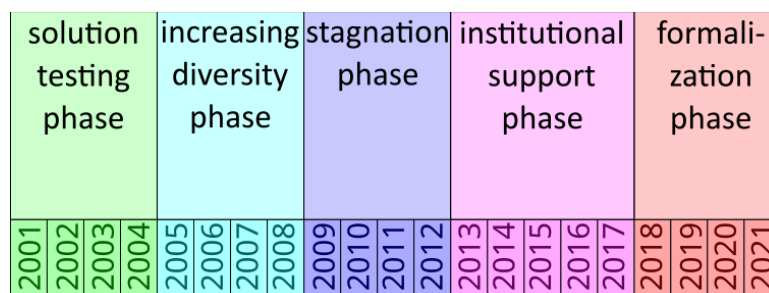 solution
testing
phase
increasing
diversity
phase
stagnation
phase
institutional
support
phase
formali-
zation
phase
2001
2002
2003
2004
2005
2006
2007
2008
2009
2010
2011
2012
2013
2014
2015
2016
2017
2018
2019
2020
2021